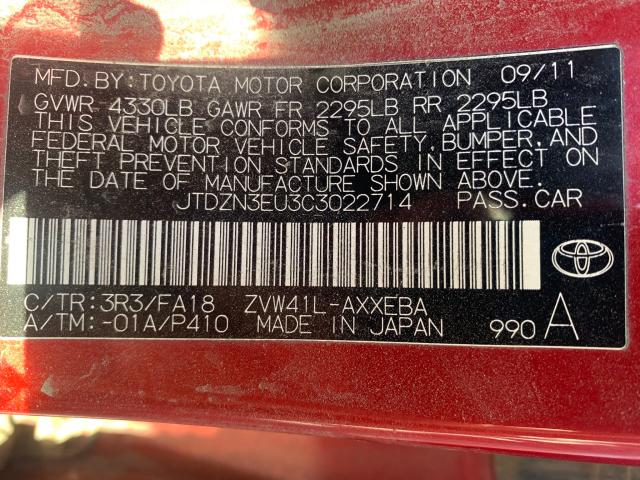 MFD. BY: TOYOTA MOTOR CORPORATION 09/11
GVWR 4330LB GAWR FR 2295LB RR 2295LB
THIS VEHICLE CONFORMS TO ALL APPLICABLE
FEDERAL MOTOR VEHICLE SAFETY, BUMPER, AND
THEFT PREVENTION STANDARDS IN EFFECT ON
THE DATE OF MANUFACTURE SHOWN ABOVE.
JTDZN3EU3C3022714 PASS. CAR
C/TR: 3R3/FA18 ZVW41L-AXXEBA
A/TM: -01A/P410 MADE IN JAPAN 990 A